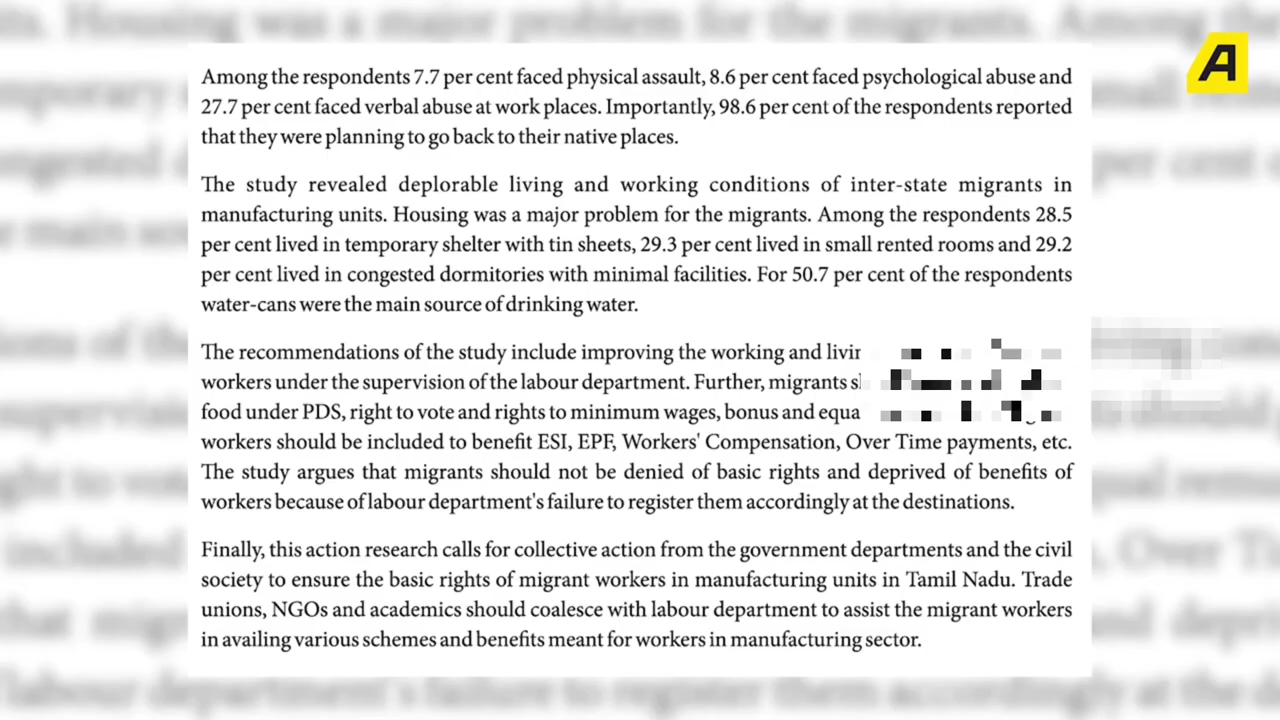 Among the respondents 7.7 per cent faced physical assault, 8.6 per cent faced psychological abuse and
27.7 per cent faced verbal abuse at work places. Importantly, 98.6 per cent of the respondents reported
that they were planning to go back to their native places.
The study revealed deplorable living and working conditions of inter-state migrants in
manufacturing units. Housing was a major problem for the migrants. Among the respondents 28.5
per cent lived in temporary shelter with tin sheets, 29.3 per cent lived in small rented rooms and 29.2
per cent lived in congested dormitories with minimal facilities. For 50.7 per cent of the respondents
water-cans were the main source of drinking water.
The recommendations of the study include improving the working and
workers under the supervision of the labour department. Further, migrants
food under PDS, right to vote and rights to minimum wages, bonus and
workers should be included to benefit ESI, EPF, Workers' Compensation, Over Time payments, etc.
The study argues that migrants should not be denied of basic rights and deprived of benefits of
workers because of labour department's failure to register them accordingly at the destinations.
Finally, this action research calls for collective action from the government departments and the civil
society to ensure the basic rights of migrant workers in manufacturing units in Tamil Nadu. Trade
unions, NGOs and academics should coalesce with labour department to assist the migrant workers
in availing various schemes and benefits meant for workers in manufacturing sector.
A